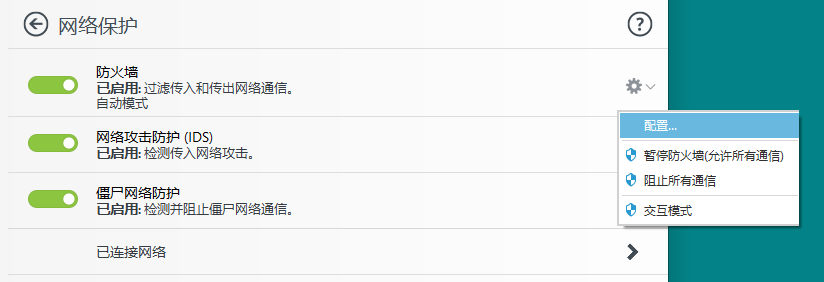 网络保护
?
防火墙
已启用: 过滤传入和传出网络通信。
自动模式
配置...
网络攻击防护 (IDS)
已启用: 检测传入网络攻击。
暂停防火墙(允许所有通信)
阻止所有通信
僵尸网络防护
已启用: 检测并阻止僵尸网络通信。
交互模式
已连接网络